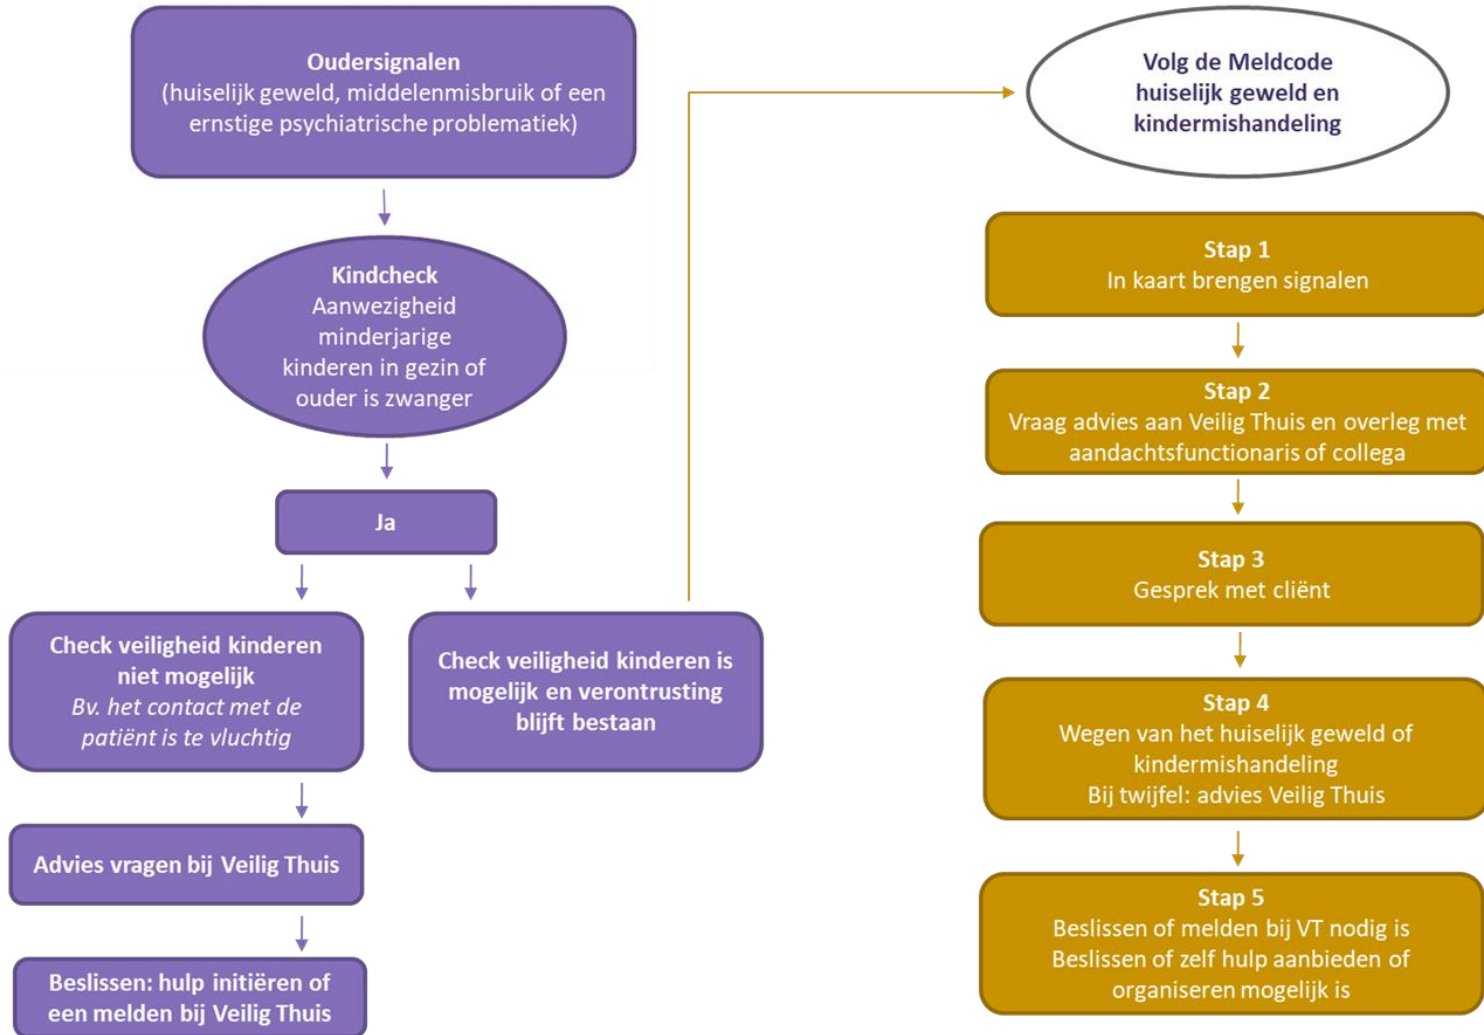 Oudersignalen
(huiselijk geweld, middelenmisbruik of een
ernstige psychiatrische problematiek)
Kindcheck
Aanwezigheid
minderjarige
kinderen in gezin of
ouder is zwanger
Ja
Check veiligheid kinderen
niet mogelijk
Bv. het contact met de
patiënt is te vluchtig
Check veiligheid kinderen is
mogelijk en verontrusting
blijft bestaan
Advies vragen bij Veilig Thuis
Beslissen: hulp initiëren of
een melden bij Veilig Thuis
Volg de Meldcode
huiselijk geweld en
kindermishandeling
Stap 1
In kaart brengen signalen
Stap 2
Vraag advies aan Veilig Thuis en overleg met
aandachtsfunctionaris of collega
Stap 3
Gesprek met cliënt
Stap 4
Wegen van het huiselijk geweld of
kindermishandeling
Bij twijfel: advies Veilig Thuis
Stap 5
Beslissen of melden bij VT nodig is
Beslissen of zelf hulp aanbieden of
organiseren mogelijk is